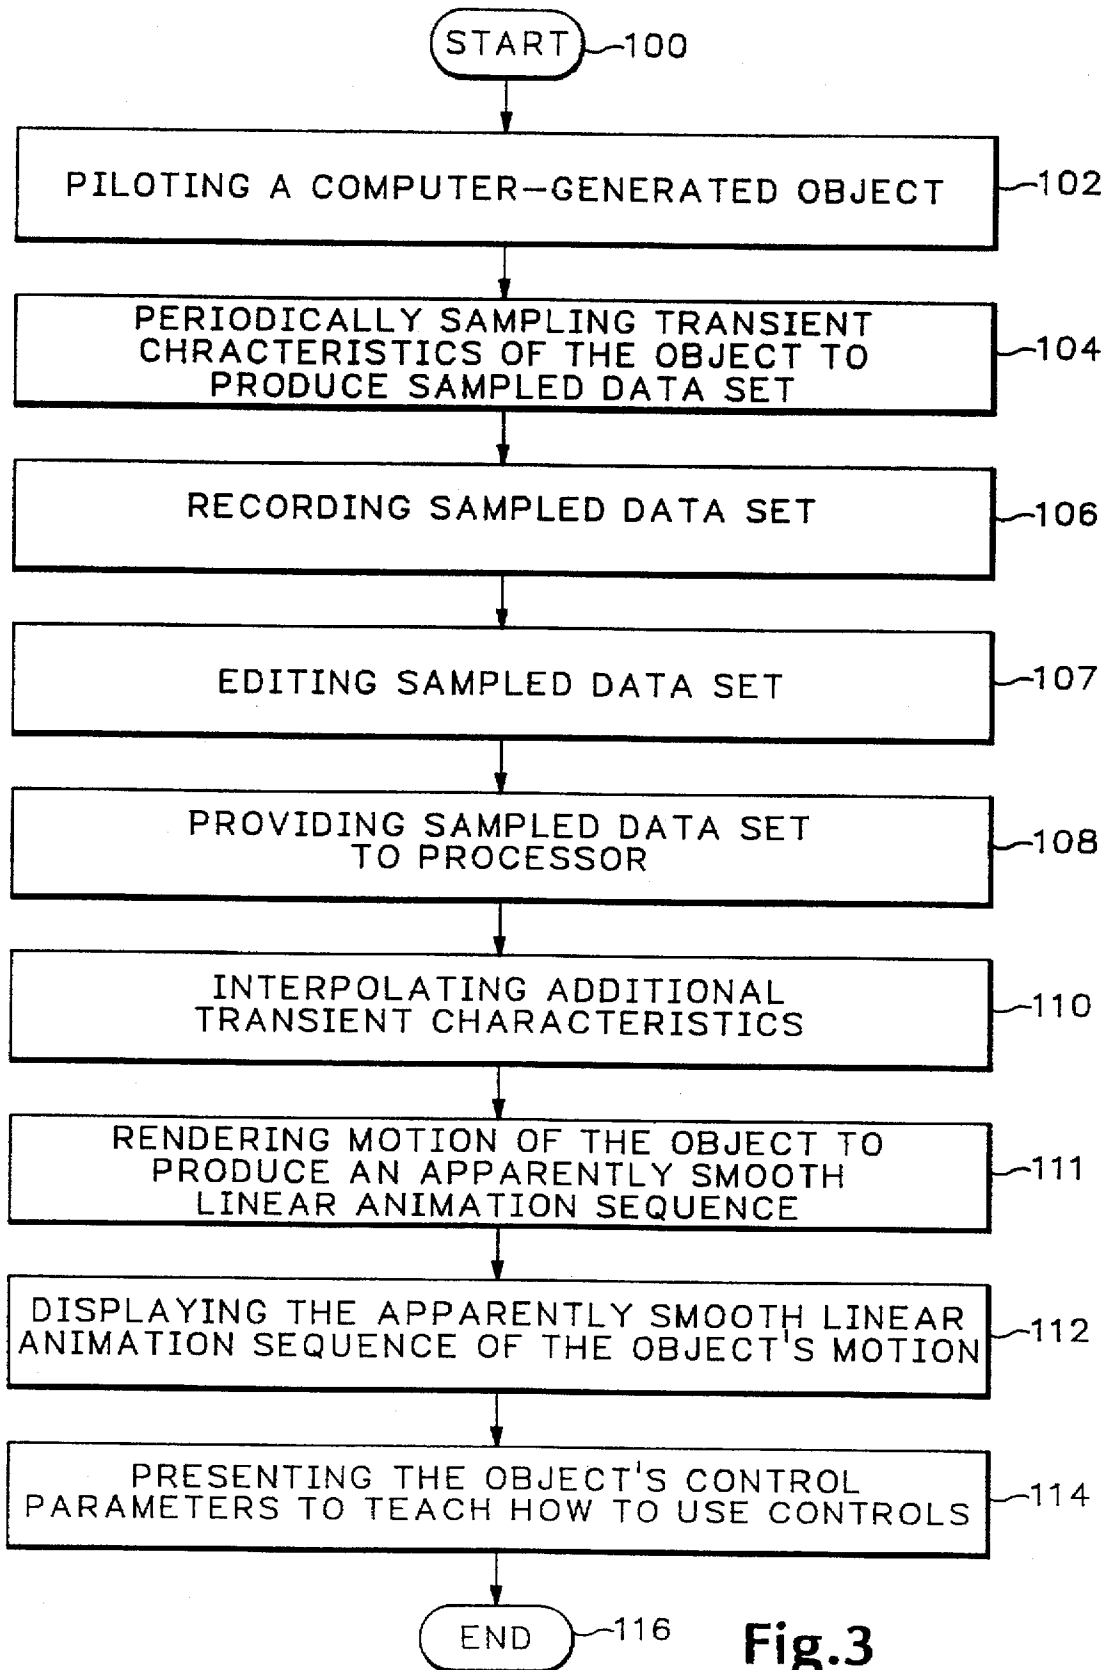 START 100
PILOTING A COMPUTER-GENERATED OBJECT 102
PERIODICALLY SAMPLING TRANSIENT
CHRACTERISTICS OF THE OBJECT TO 104
PRODUCE SAMPLED DATA SET
RECORDING SAMPLED DATA SET 106
EDITING SAMPLED DATA SET 107
PROVIDING SAMPLED DATA SET
TO PROCESSOR 108
INTERPOLATING ADDITIONAL
TRANSIENT CHARACTERISTICS 110
RENDERING MOTION OF THE OBJECT TO
PRODUCE AN APPARENTLY SMOOTH 111
LINEAR ANIMATION SEQUENCE
DISPLAYING THE APPARENTLY SMOOTH LINEAR
ANIMATION SEQUENCE OF THE OBJECT'S MOTION 112
PRESENTING THE OBJECT'S CONTROL
PARAMETERS TO TEACH HOW TO USE CONTROLS 114
END 116
Fig.3